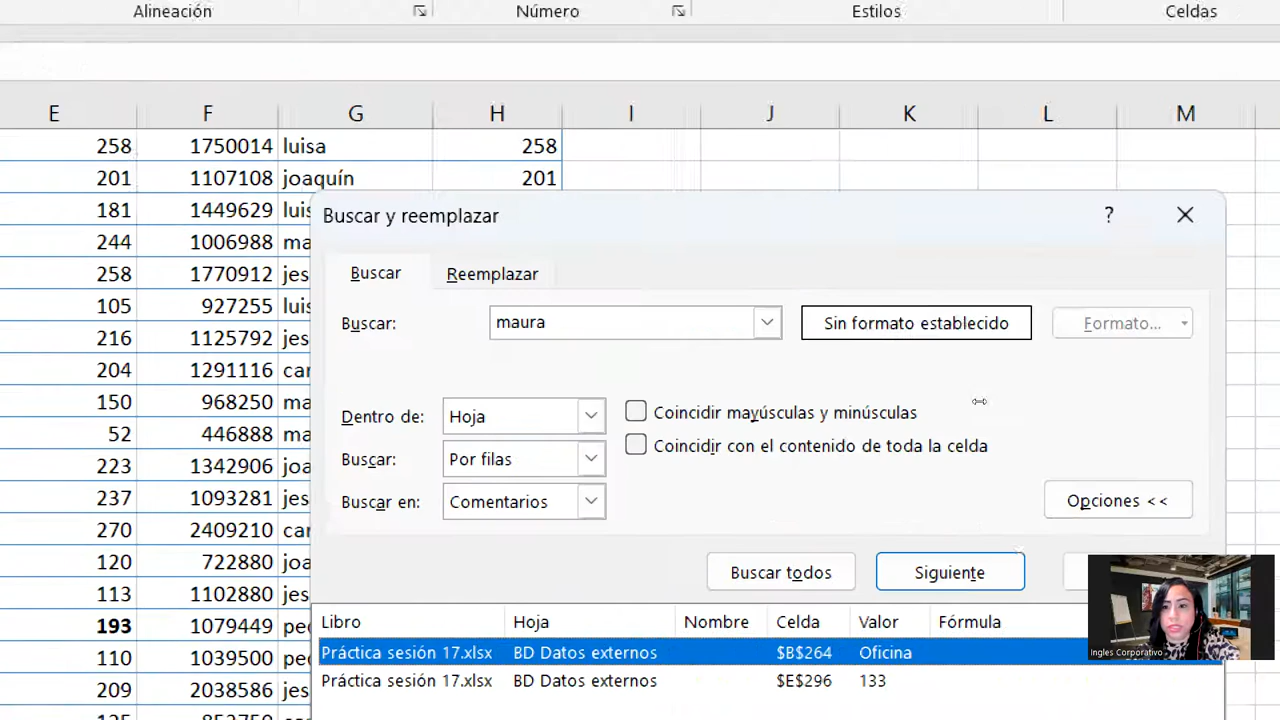 Alineación Número Estilos Celdas
E F G H I J K L M
258 1750014 luisa 258
201 1107108 joaquín 201
181 1449629 luis
244 1006988 ma
258 1770912 jes
105 927255 luis
216 1125792 jes
204 1291116 car
150 968250 ma
52 446888 ma
223 1342906 joa
237 1093281 jes
270 2409210 car
120 722880 joa
113 1102880 jes
193 1079449 ped
110 1039500 ped
209 2038586 jes
Buscar y reemplazar ? ✕
Buscar Reemplazar
Buscar: maura Sin formato establecido Formato...
Dentro de: Hoja Coincidir mayúsculas y minúsculas
Buscar: Por filas Coincidir con el contenido de toda la celda
Buscar en: Comentarios Opciones <<
Buscar todos Siguiente
Libro Hoja Nombre Celda Valor Fórmula
Práctica sesión 17.xlsx BD Datos externos $B$264 Oficina
Práctica sesión 17.xlsx BD Datos externos $E$296 133
Ingles Corporativo